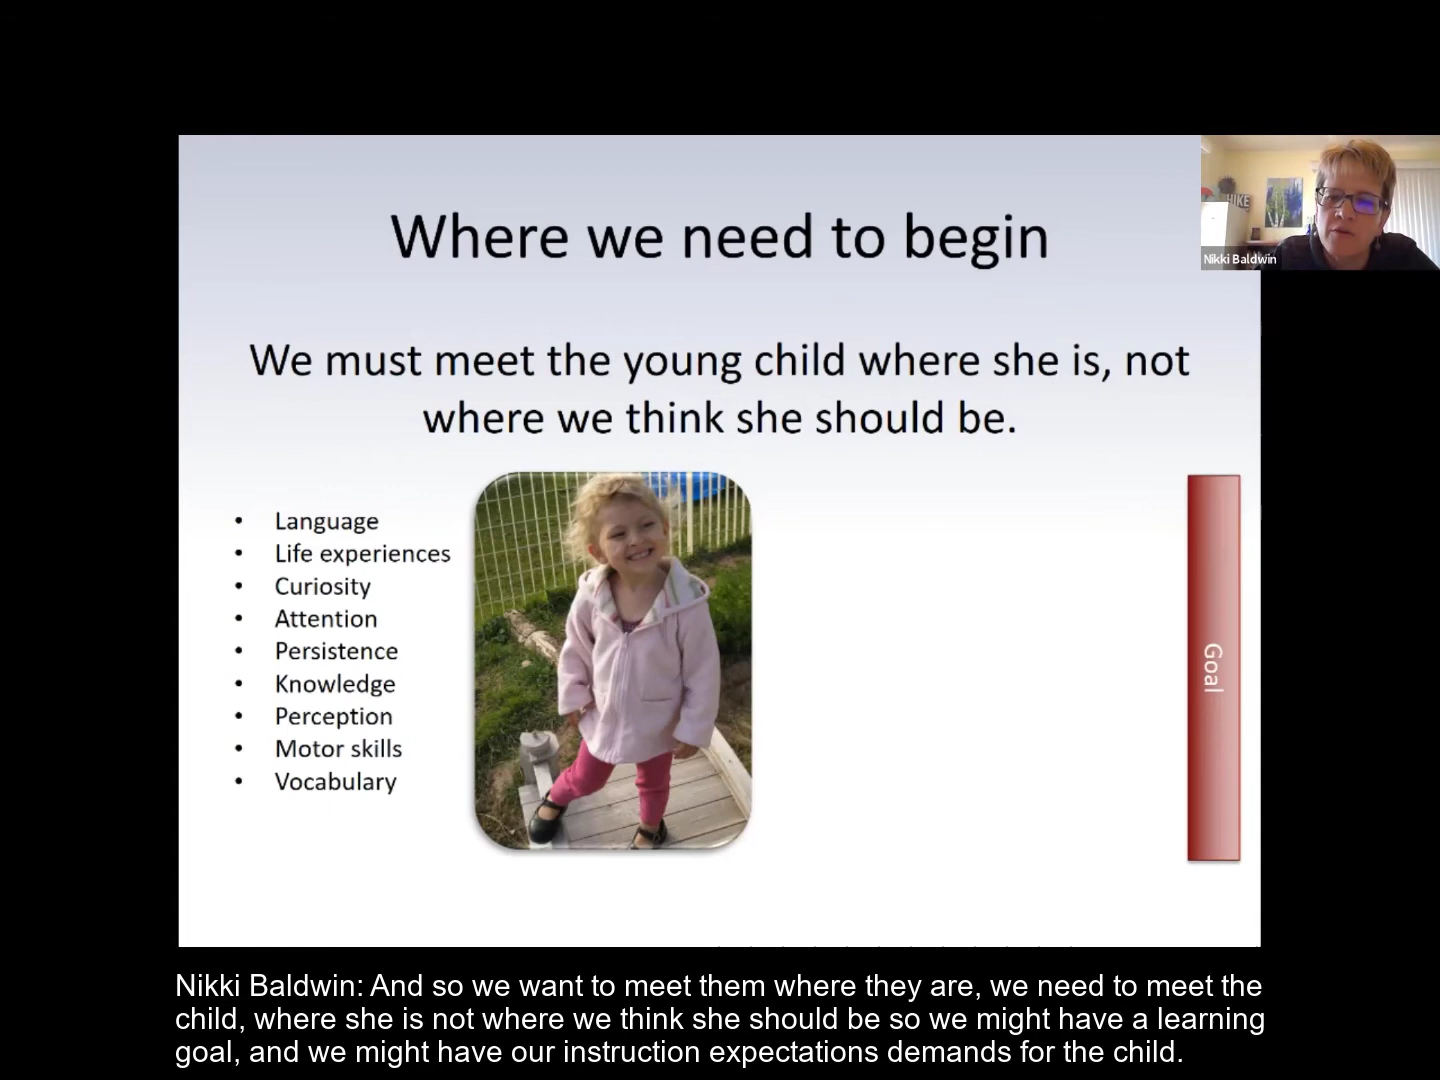 Where we need to begin
HIKE
Nikki Baldwin
We must meet the young child where she is, not
where we think she should be.
• Language
• Life experiences
• Curiosity
• Attention
• Persistence
• Knowledge
• Perception
• Motor skills
• Vocabulary
Goal
Nikki Baldwin: And so we want to meet them where they are, we need to meet the
child, where she is not where we think she should be so we might have a learning
goal, and we might have our instruction expectations demands for the child.